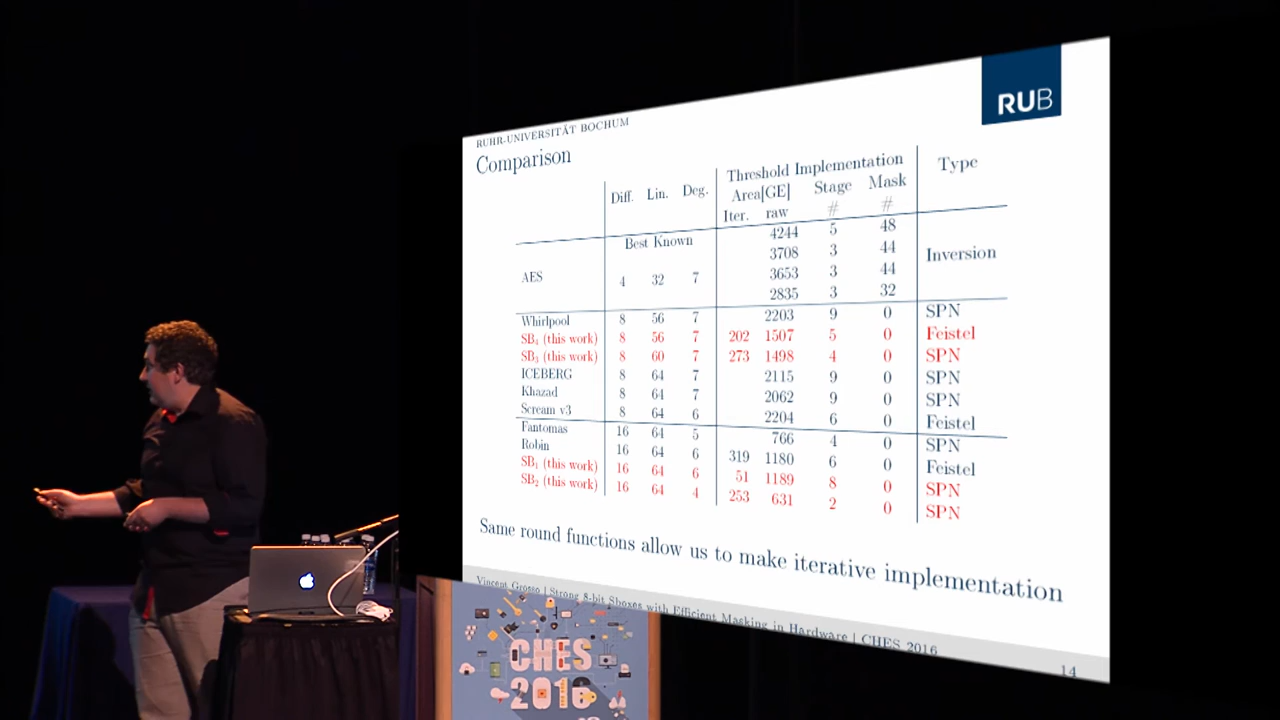 RUB
RUHR-UNIVERSITÄT BOCHUM
Comparison
Diff. Lin. Deg. Threshold Implementation Type
Area[GE] Stage Mask
Iter. raw # #
Best Known 4244 5 48
3708 3 44 Inversion
AES 4 32 7 3653 3 44
2835 3 32
Whirlpool 8 56 7 2203 9 0 SPN
SB₄ (this work) 8 56 7 202 1507 5 0 Feistel
SB₃ (this work) 8 60 7 273 1498 4 0 SPN
ICEBERG 8 64 7 2115 9 0 SPN
Khazad 8 64 7 2062 9 0 SPN
Scream v3 8 64 6 2204 6 0 Feistel
Fantomas 16 64 5 766 4 0 SPN
Robin 16 64 6 319 1180 6 0 Feistel
SB₁ (this work) 16 64 6 51 1189 8 0 SPN
SB₂ (this work) 16 64 4 253 631 2 0 SPN
Same round functions allow us to make iterative implementation
Vincent Grosso | Strong 8-bit Sboxes with Efficient Masking in Hardware | CHES 2016
14
CHES
2016